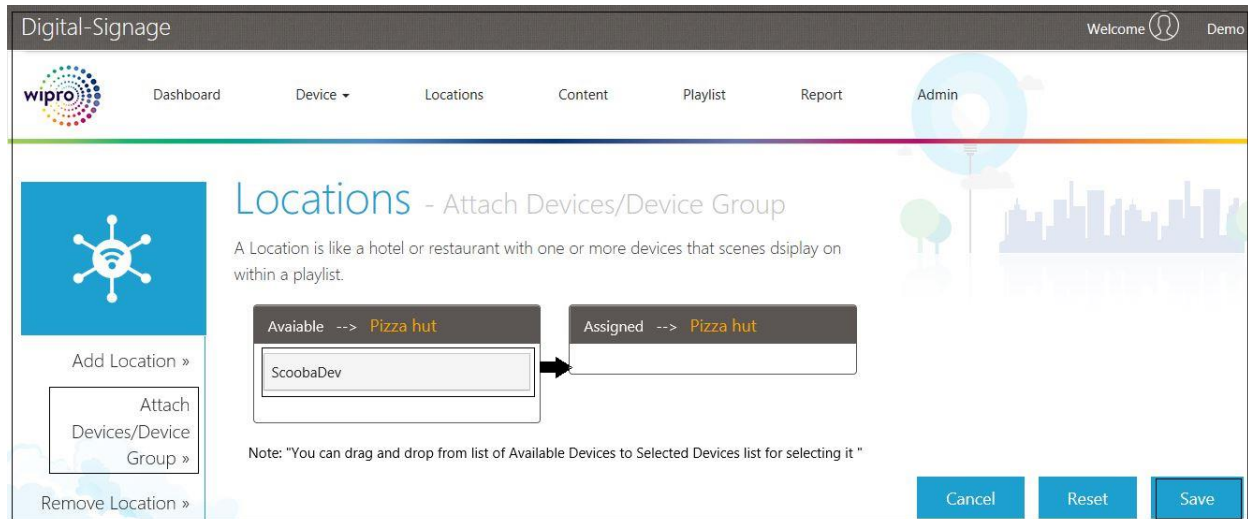 Digital-Signage
Welcome Demo
wipro
Dashboard Device Locations Content Playlist Report Admin
Locations - Attach Devices/Device Group
A Location is like a hotel or restaurant with one or more devices that scenes dsiplay on
within a playlist.
Avaiable --> Pizza hut
Assigned --> Pizza hut
ScoobaDev
Add Location »
Attach
Devices/Device
Group »
Remove Location »
Note: "You can drag and drop from list of Available Devices to Selected Devices list for selecting it "
Cancel Reset Save